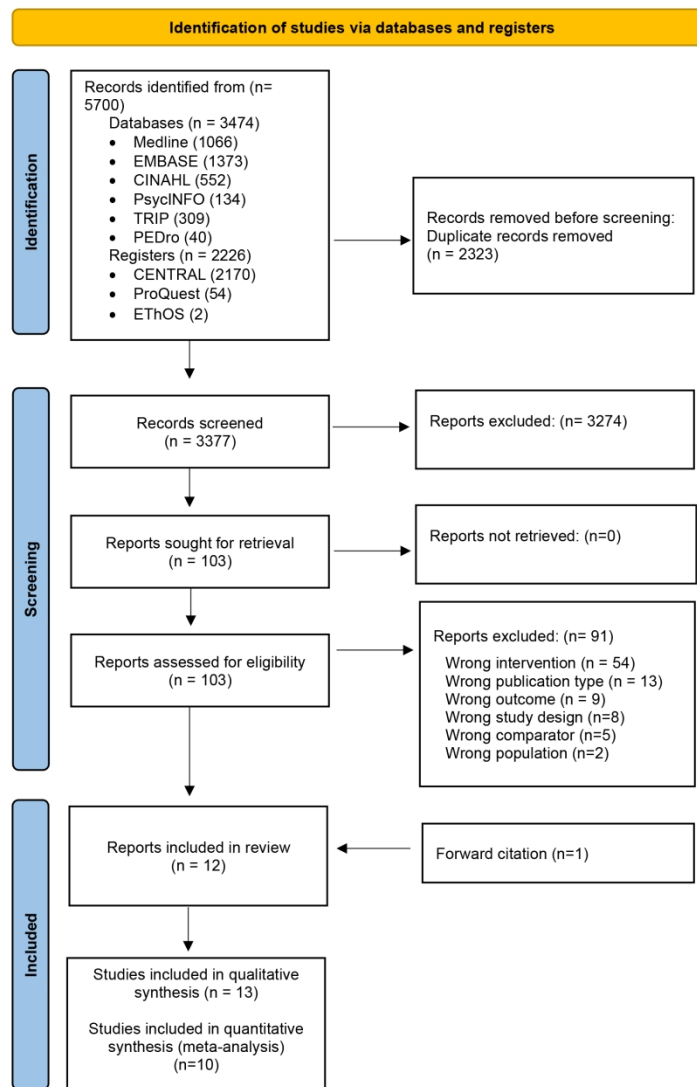 Identification of studies via databases and registers
Identification
Records identified from (n=
5700)
Databases (n = 3474)
• Medline (1066)
• EMBASE (1373)
• CINAHL (552)
• PsycINFO (134)
• TRIP (309)
• PEDro (40)
Registers (n = 2226)
• CENTRAL (2170)
• ProQuest (54)
• EThOS (2)
Records removed before screening:
Duplicate records removed
(n = 2323)
Screening
Records screened
(n = 3377)
Reports excluded: (n= 3274)
Reports sought for retrieval
(n = 103)
Reports not retrieved: (n=0)
Reports assessed for eligibility
(n = 103)
Reports excluded: (n= 91)
Wrong intervention (n = 54)
Wrong publication type (n = 13)
Wrong outcome (n = 9)
Wrong study design (n=8)
Wrong comparator (n=5)
Wrong population (n=2)
Included
Reports included in review
(n = 12)
Forward citation (n=1)
Studies included in qualitative
synthesis (n = 13)
Studies included in quantitative
synthesis (meta-analysis)
(n=10)